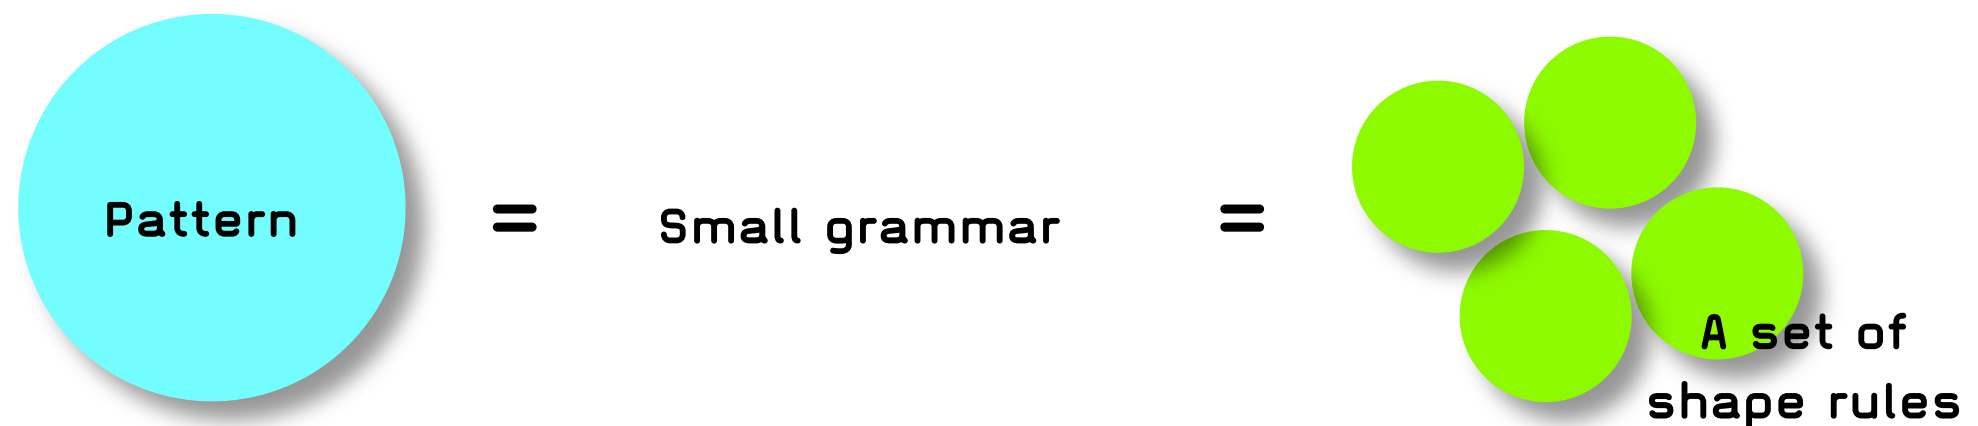 Pattern
=
Small grammar
=
A set of
shape rules